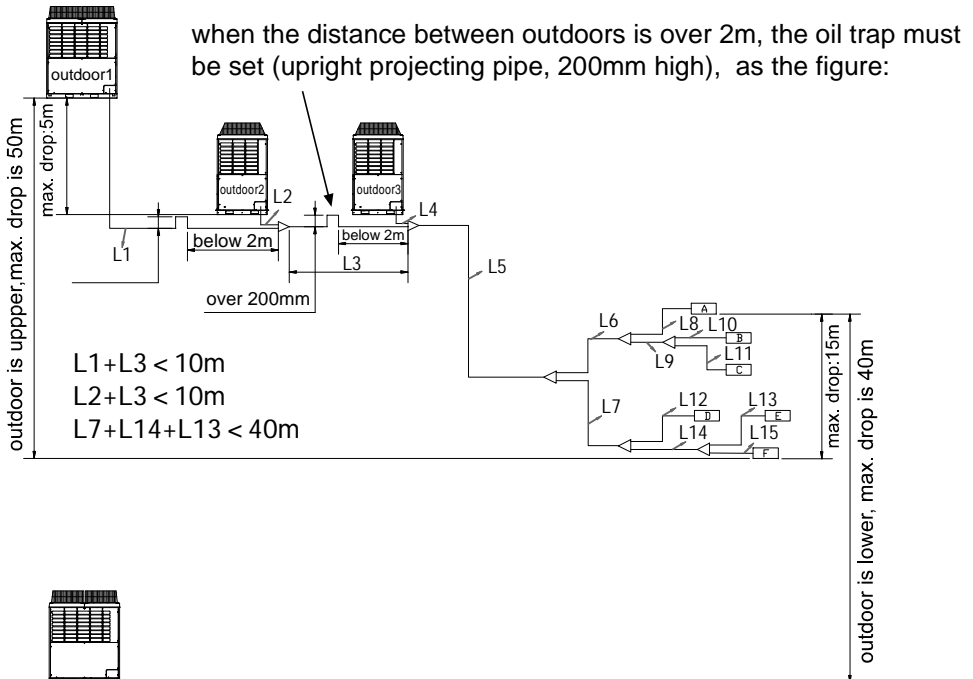 when the distance between outdoors is over 2m, the oil trap must
be set (upright projecting pipe, 200mm high), as the figure:
outdoor1
outdoor is uppper,max. drop is 50m
max. drop:5m
outdoor2
outdoor3
L2
L4
L1
below 2m
below 2m
L3
L5
over 200mm
L6
A
L8
L10
B
L9
L11
C
L1+L3 < 10m
L2+L3 < 10m
L7+L14+L13 < 40m
L7
L12
D
L13
E
L14
L15
F
max. drop:15m
outdoor is lower, max. drop is 40m